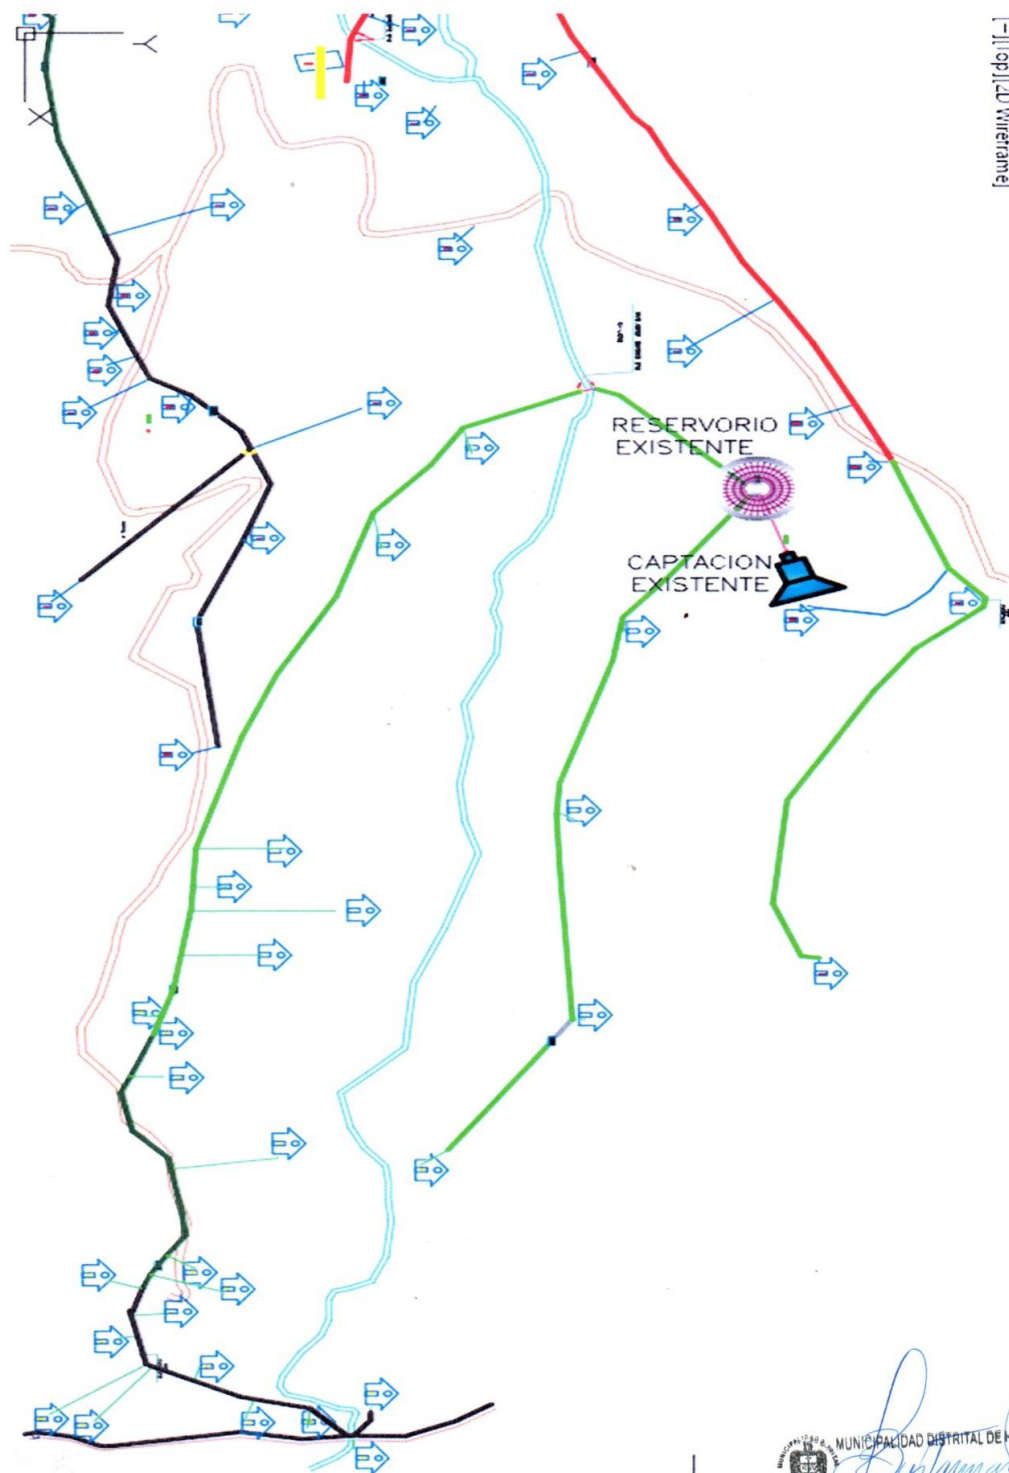 [-][Top][2D Wireframe]
Y
X
RESERVORIO
EXISTENTE
CAPTACION
EXISTENTE
MUNICIPALIDAD DISTRITAL DE H